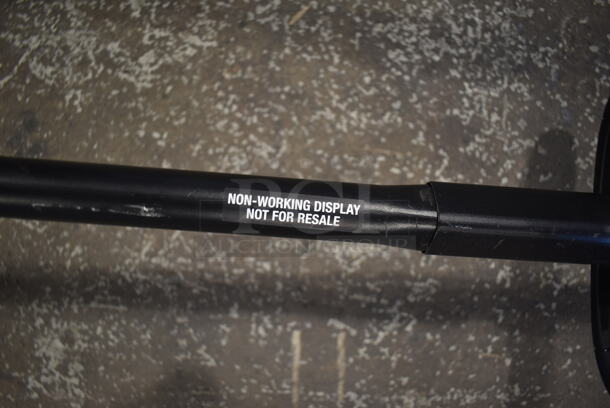 NON-WORKING DISPLAY
NOT FOR RESALE
PCI
AUCTION GROUP